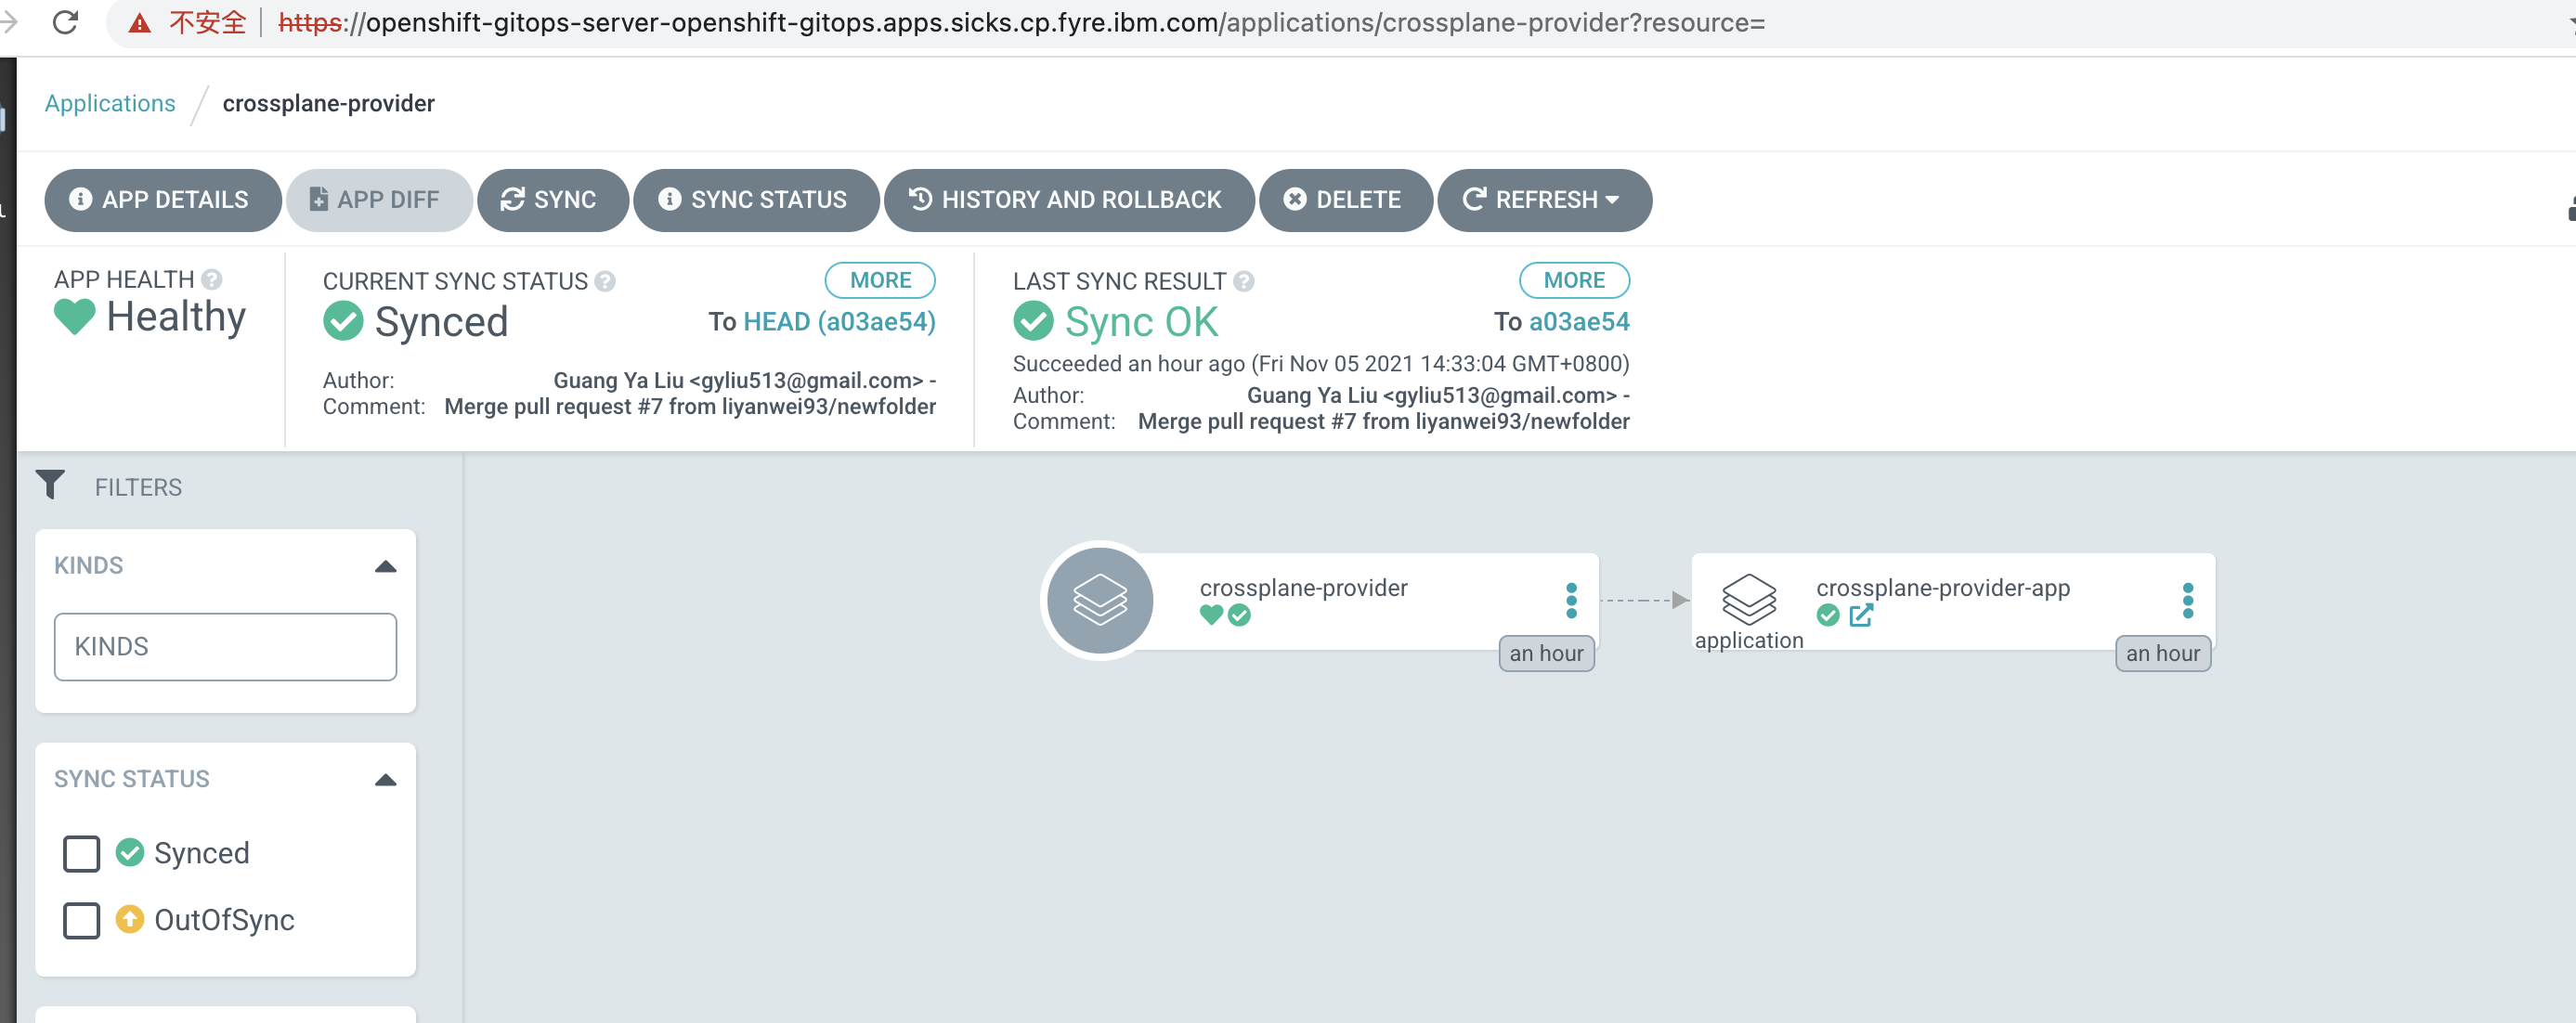 不安全 https://openshift-gitops-server-openshift-gitops.apps.sicks.cp.fyre.ibm.com/applications/crossplane-provider?resource=
Applications / crossplane-provider
APP DETAILS APP DIFF SYNC SYNC STATUS HISTORY AND ROLLBACK DELETE REFRESH
APP HEALTH
Healthy
CURRENT SYNC STATUS MORE
Synced To HEAD (a03ae54)
Author: Guang Ya Liu <gyliu513@gmail.com> -
Comment: Merge pull request #7 from liyanwei93/newfolder
LAST SYNC RESULT MORE
Sync OK To a03ae54
Succeeded an hour ago (Fri Nov 05 2021 14:33:04 GMT+0800)
Author: Guang Ya Liu <gyliu513@gmail.com> -
Comment: Merge pull request #7 from liyanwei93/newfolder
FILTERS
KINDS
KINDS
SYNC STATUS
Synced
OutOfSync
crossplane-provider
an hour
crossplane-provider-app
application
an hour